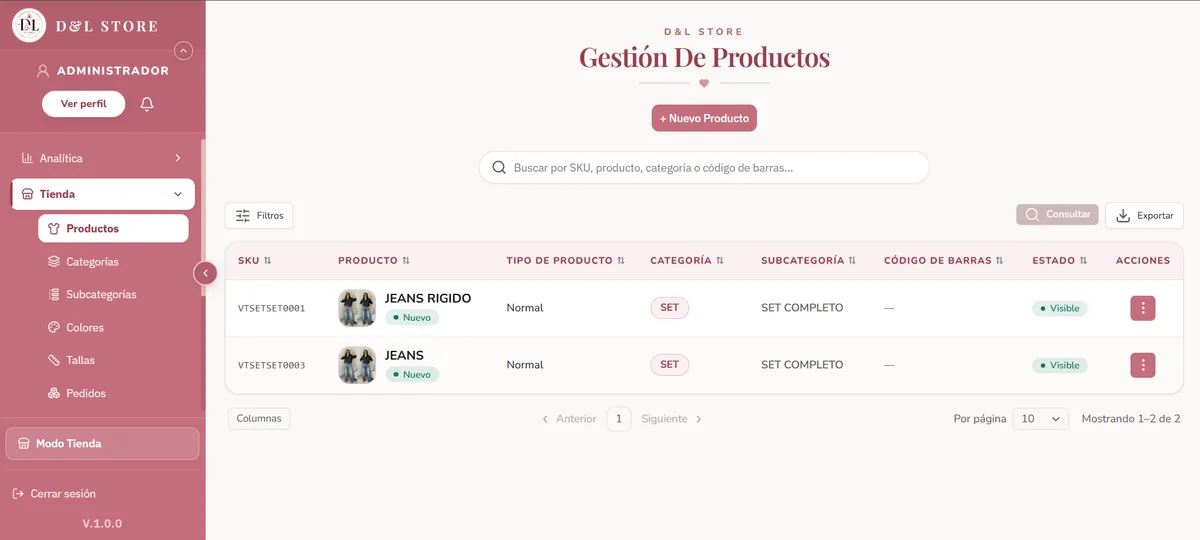 D&L
D&L STORE
ADMINISTRADOR
Ver perfil
Analítica
Tienda
Productos
Categorías
Subcategorías
Colores
Tallas
Pedidos
Modo Tienda
Cerrar sesión
V.1.0.0
D&L STORE
Gestión De Productos
+ Nuevo Producto
Buscar por SKU, producto, categoría o código de barras...
Filtros
Consultar
Exportar
SKU PRODUCTO TIPO DE PRODUCTO CATEGORÍA SUBCATEGORÍA CÓDIGO DE BARRAS ESTADO ACCIONES
VTSETSET0001 JEANS RIGIDO Nuevo Normal SET SET COMPLETO — Visible
VTSETSET0003 JEANS Nuevo Normal SET SET COMPLETO — Visible
Columnas
Anterior 1 Siguiente
Por página 10 Mostrando 1–2 de 2